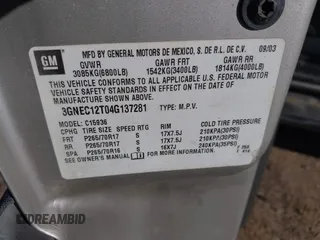 GM
MFD BY GENERAL MOTORS DE MEXICO, S. DE R.L. DE C.V. 09/03
GVWR GAWR FRT GAWR RR
3085KG(6800LB) 1542KG(3400LB) 1814KG(4000LB)
THIS VEHICLE CONFORMS TO ALL APPLICABLE U.S. FEDERAL MOTOR
VEHICLE SAFETY STANDARDS IN EFFECT ON THE DATE OF
MANUFACTURE SHOWN ABOVE.
3GNEC12T04G137281 TYPE: M.P.V.
MODEL: C15936
TIRE SIZE SPEED RTG RIM COLD TIRE PRESSURE
FRT P265/70R17 S 17X7.5J 210KPA(30PSI)
RR P265/70R17 S 17X7.5J 210KPA(30PSI)
SPA P265/75R16 S 16X7J 240KPA(35PSI)
SEE OWNER'S MANUAL
DREAMBID